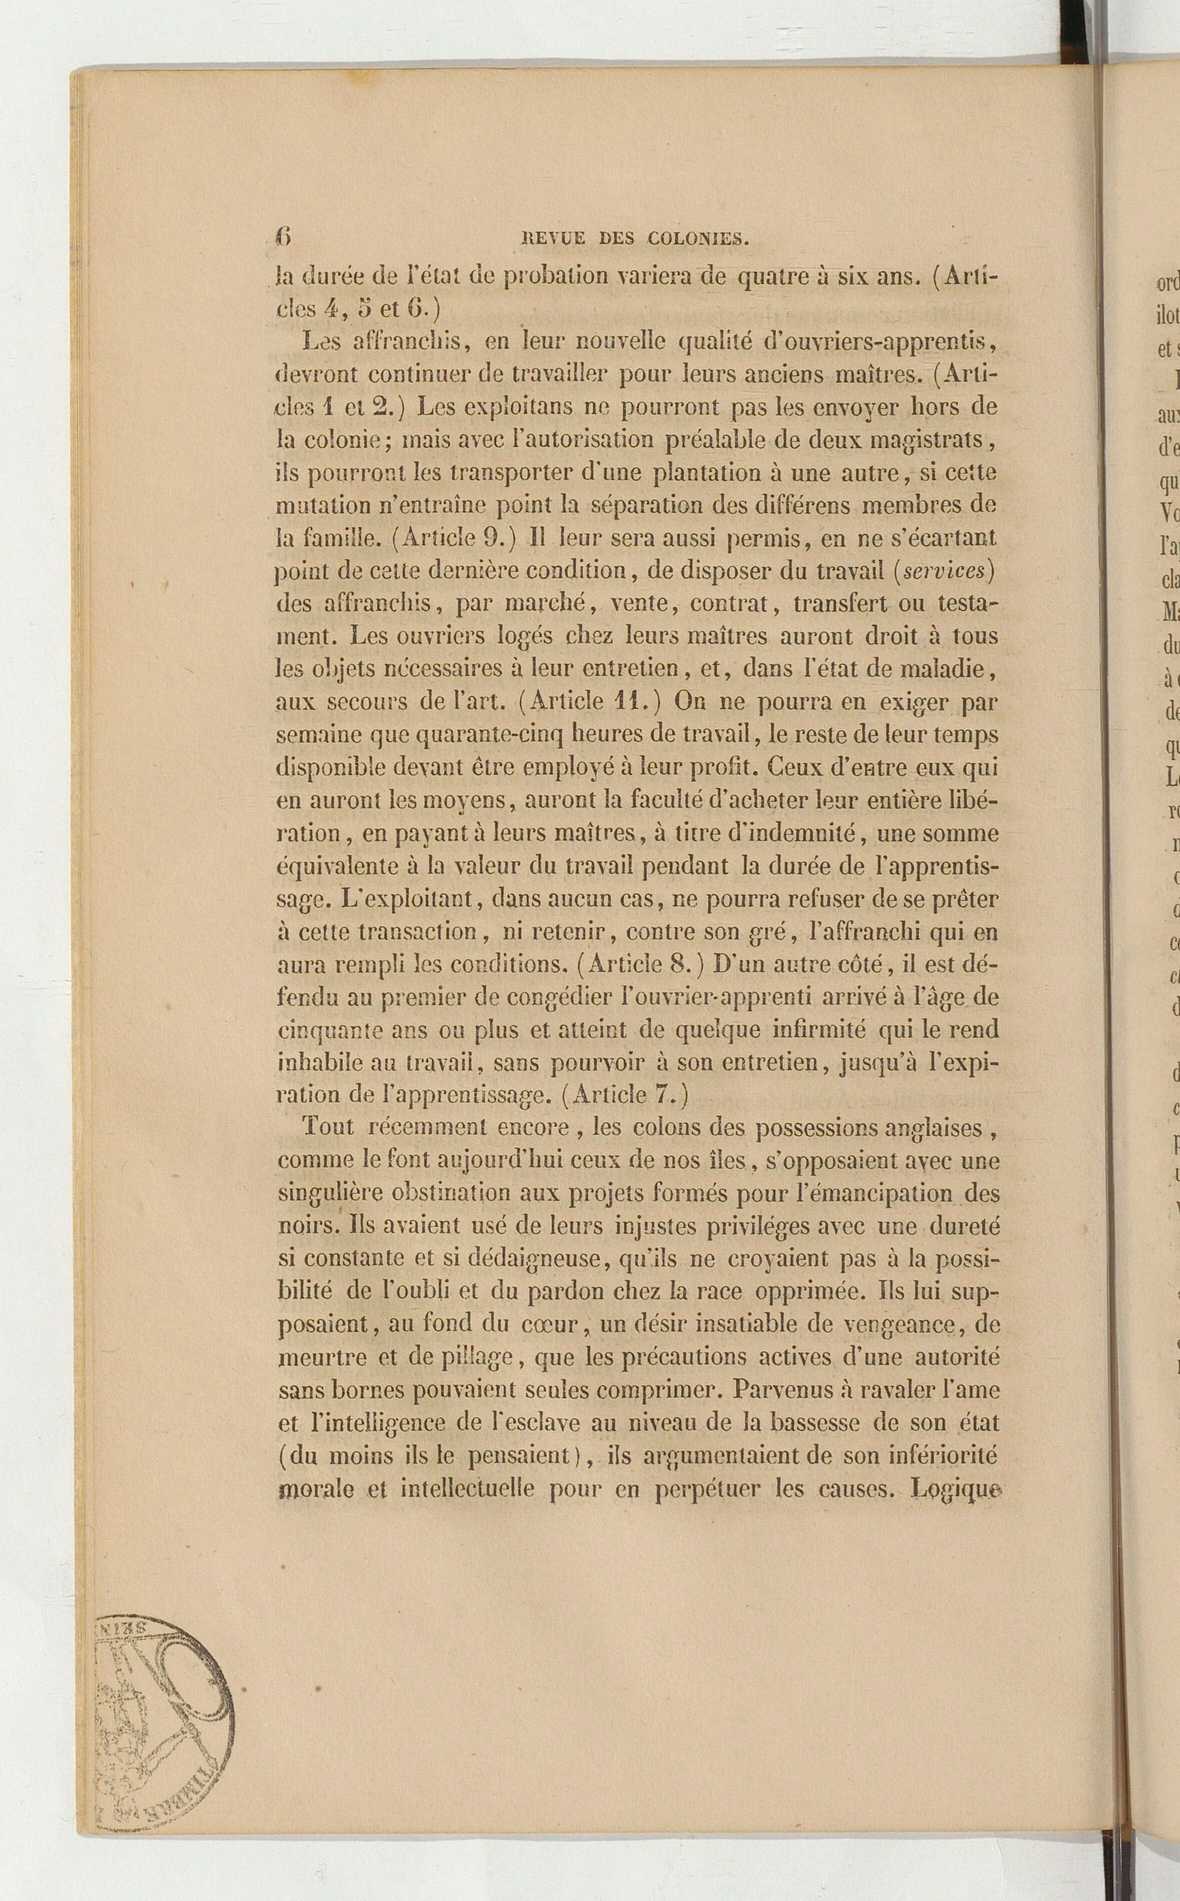 6 REVUE DES COLONIES.
la durée de l'état de probation variera de quatre à six ans. (Arti-
cles 4, 5 et 6.)
Les affranchis, en leur nouvelle qualité d'ouvriers-apprentis,
devront continuer de travailler pour leurs anciens maîtres. (Arti-
cles 1 et 2.) Les exploitans ne pourront pas les envoyer hors de
la colonie; mais avec l'autorisation préalable de deux magistrats,
ils pourront les transporter d'une plantation à une autre, si cette
mutation n'entraîne point la séparation des différens membres de
la famille. (Article 9.) Il leur sera aussi permis, en ne s'écartant
point de cette dernière condition, de disposer du travail (services)
des affranchis, par marché, vente, contrat, transfert ou testa-
ment. Les ouvriers logés chez leurs maîtres auront droit à tous
les objets nécessaires à leur entretien, et, dans l'état de maladie,
aux secours de l'art. (Article 11.) On ne pourra en exiger par
semaine que quarante-cinq heures de travail, le reste de leur temps
disponible devant être employé à leur profit. Ceux d'entre eux qui
en auront les moyens, auront la faculté d'acheter leur entière libé-
ration, en payant à leurs maîtres, à titre d'indemnité, une somme
équivalente à la valeur du travail pendant la durée de l'apprentis-
sage. L'exploitant, dans aucun cas, ne pourra refuser de se prêter
à cette transaction, ni retenir, contre son gré, l'affranchi qui en
aura rempli les conditions. (Article 8.) D'un autre côté, il est dé-
fendu au premier de congédier l'ouvrier-apprenti arrivé à l'âge de
cinquante ans ou plus et atteint de quelque infirmité qui le rend
inhabile au travail, sans pourvoir à son entretien, jusqu'à l'expi-
ration de l'apprentissage. (Article 7.)
Tout récemment encore, les colons des possessions anglaises,
comme le font aujourd'hui ceux de nos îles, s'opposaient avec une
singulière obstination aux projets formés pour l'émancipation des
noirs. Ils avaient usé de leurs injustes priviléges avec une dureté
si constante et si dédaigneuse, qu'ils ne croyaient pas à la possi-
bilité de l'oubli et du pardon chez la race opprimée. Ils lui sup-
posaient, au fond du cœur, un désir insatiable de vengeance, de
meurtre et de pillage, que les précautions actives d'une autorité
sans bornes pouvaient seules comprimer. Parvenus à ravaler l'ame
et l'intelligence de l'esclave au niveau de la bassesse de son état
(du moins ils le pensaient), ils argumentaient de son infériorité
morale et intellectuelle pour en perpétuer les causes. Logique
TIMBRE